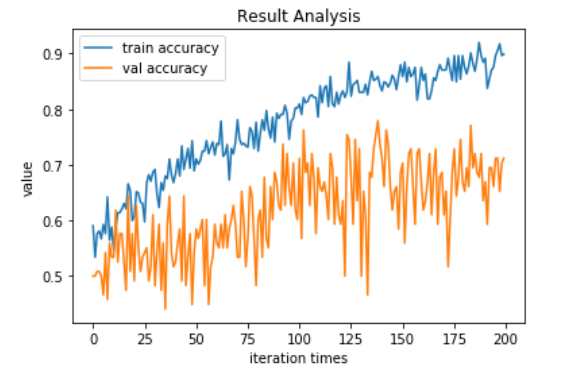 Result Analysis
train accuracy
val accuracy
value
0.9
0.8
0.7
0.6
0.5
0 25 50 75 100 125 150 175 200
iteration times